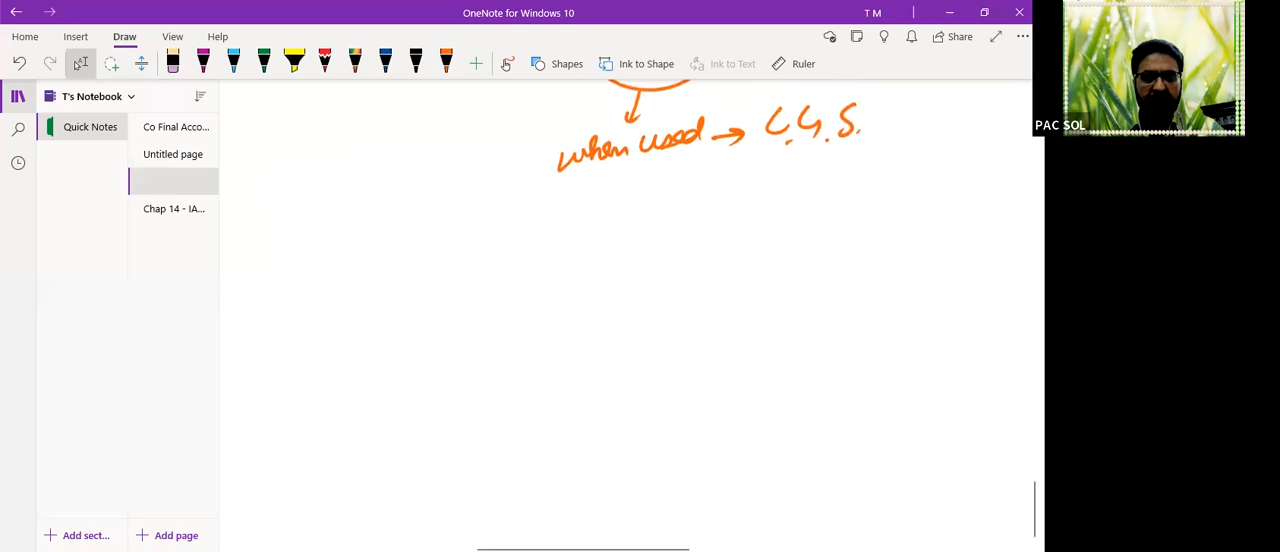 OneNote for Windows 10
T M
Home
Insert
Draw
View
Help
Share
Shapes
Ink to Shape
Ink to Text
Ruler
T's Notebook
Quick Notes
Co Final Acco...
Untitled page
Chap 14 - IA...
when used → C.G.S.
PAC SOL
Add sect...
Add page